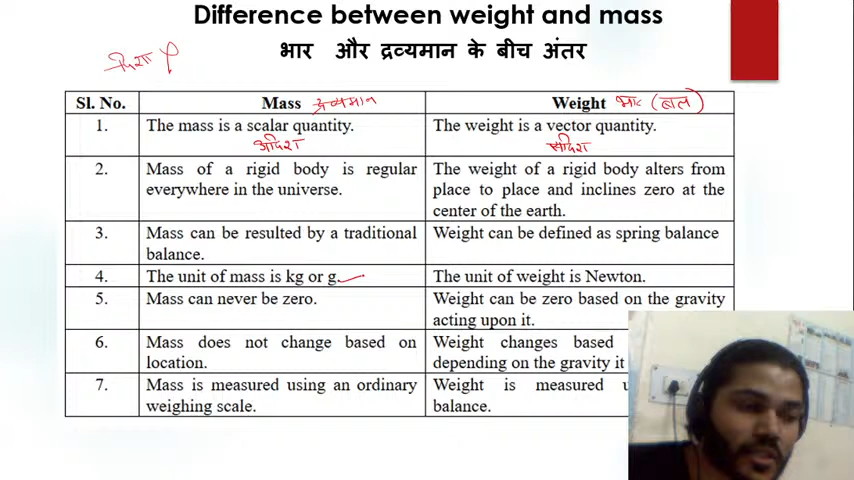 Difference between weight and mass
भार और द्रव्यमान के बीच अंतर
दिशा
Sl. No. Mass द्रव्यमान Weight भार (बल)
1. The mass is a scalar quantity. The weight is a vector quantity.
अदिश सदिश
2. Mass of a rigid body is regular The weight of a rigid body alters from
everywhere in the universe. place to place and inclines zero at the
center of the earth.
3. Mass can be resulted by a traditional Weight can be defined as spring balance
balance.
4. The unit of mass is kg or g. The unit of weight is Newton.
5. Mass can never be zero. Weight can be zero based on the gravity
acting upon it.
6. Mass does not change based on Weight changes based
location. depending on the gravity it
7. Mass is measured using an ordinary Weight is measured
weighing scale. balance.